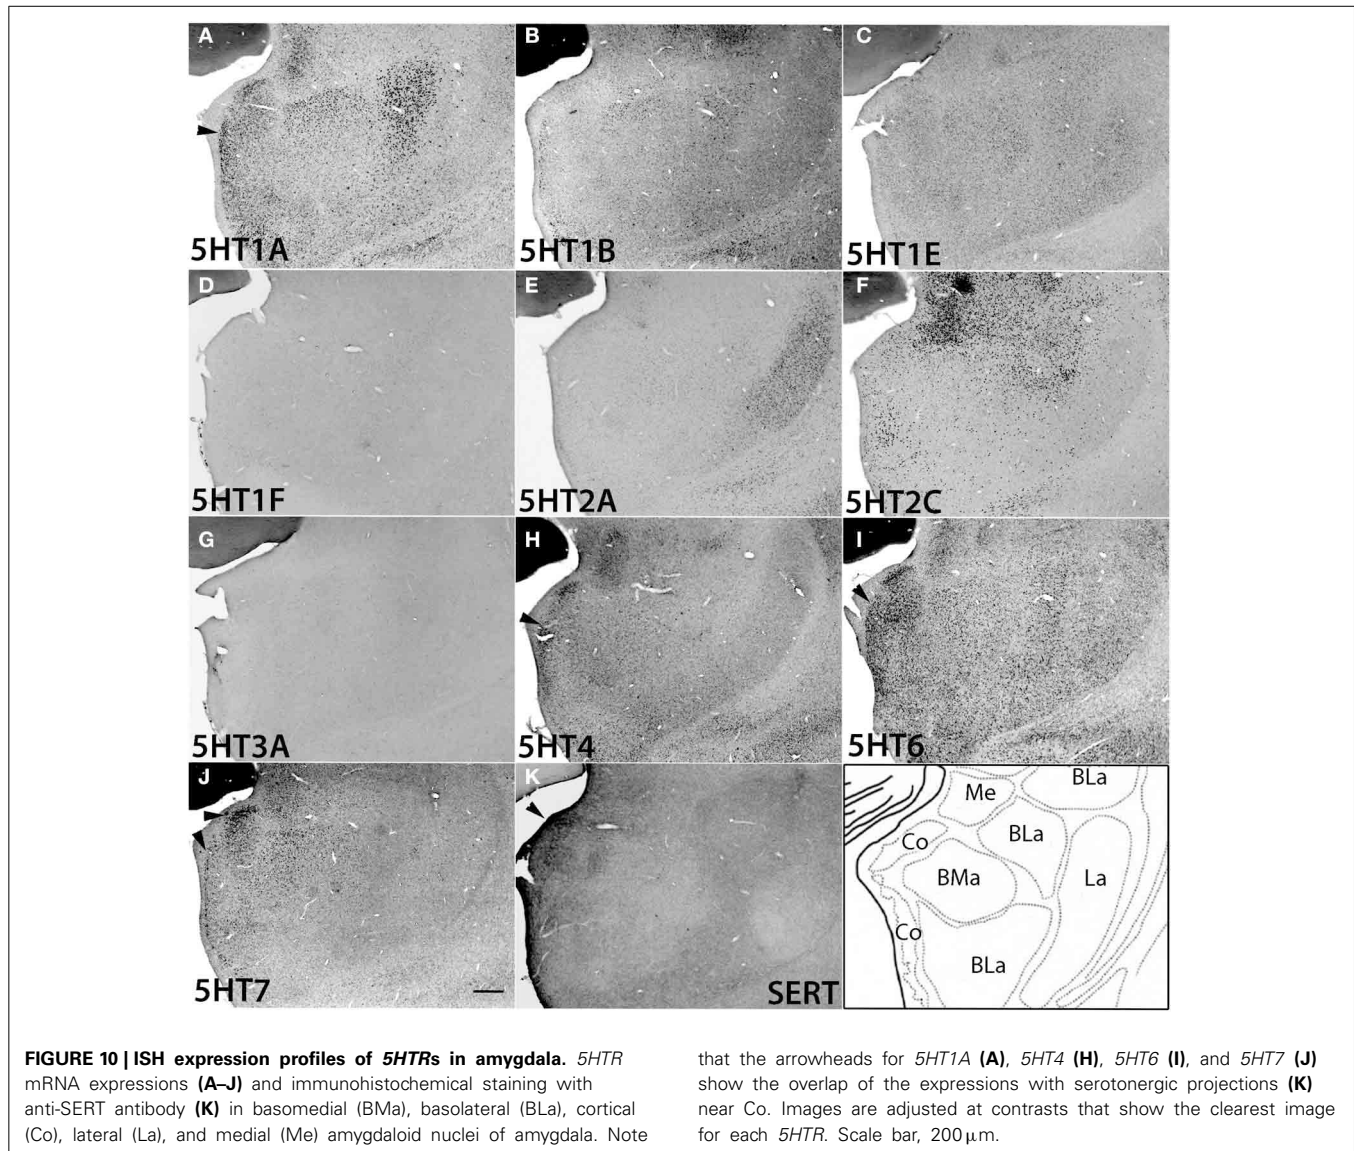 A
5HT1A
B
5HT1B
C
5HT1E
D
5HT1F
E
5HT2A
F
5HT2C
G
5HT3A
H
5HT4
I
5HT6
J
5HT7
K
SERT
Me
BLa
Co
BLa
BMa
La
Co
BLa
FIGURE 10 | ISH expression profiles of 5HTRs in amygdala. 5HTR
mRNA expressions (A–J) and immunohistochemical staining with
anti-SERT antibody (K) in basomedial (BMa), basolateral (BLa), cortical
(Co), lateral (La), and medial (Me) amygdaloid nuclei of amygdala. Note
that the arrowheads for 5HT1A (A), 5HT4 (H), 5HT6 (I), and 5HT7 (J)
show the overlap of the expressions with serotonergic projections (K)
near Co. Images are adjusted at contrasts that show the clearest image
for each 5HTR. Scale bar, 200 μm.